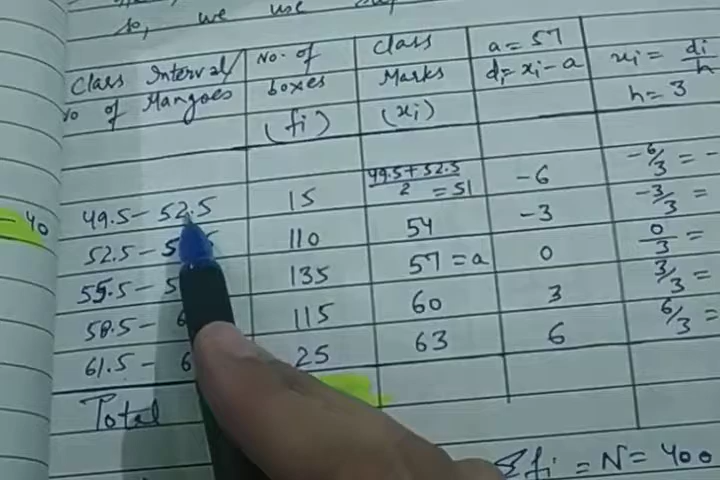 so, we use
Class Interval/ No. of Class a = 57 xi = di/h
No of Mangoes boxes Marks di = xi - a h = 3
(fi) (xi)
49.5 - 52.5 15 49.5 + 52.5 / 2 = 51 -6 -6/3 = -
52.5 - 110 54 -3 -3/3 =
55.5 - 135 57 = a 0 0/3 =
58.5 - 115 60 3 3/3 =
61.5 - 6 25 63 6 6/3 =
Total
Σfi = N = 400
- 40